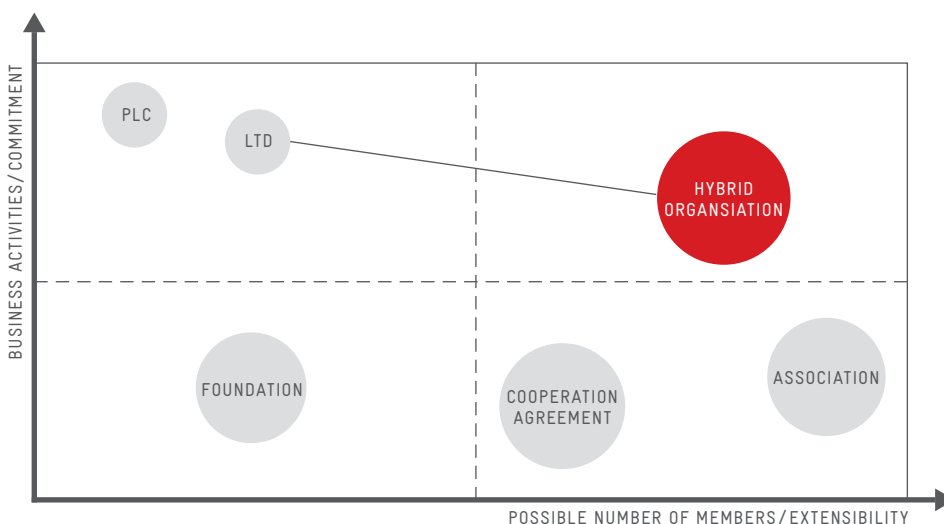 BUSINESS ACTIVITIES/COMMITMENT
PLC
LTD
HYBRID
ORGANSIATION
FOUNDATION
COOPERATION
AGREEMENT
ASSOCIATION
POSSIBLE NUMBER OF MEMBERS/EXTENSIBILITY